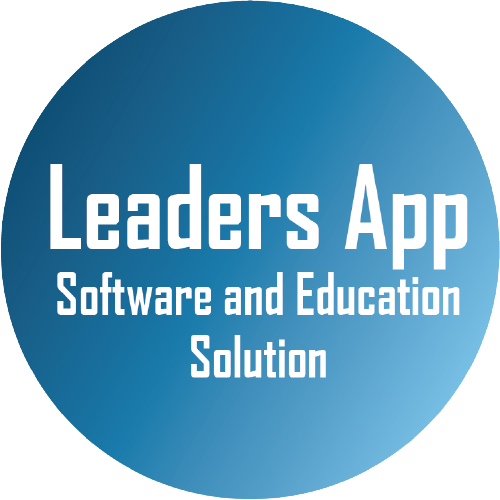 Leaders App
Software and Education
Solution